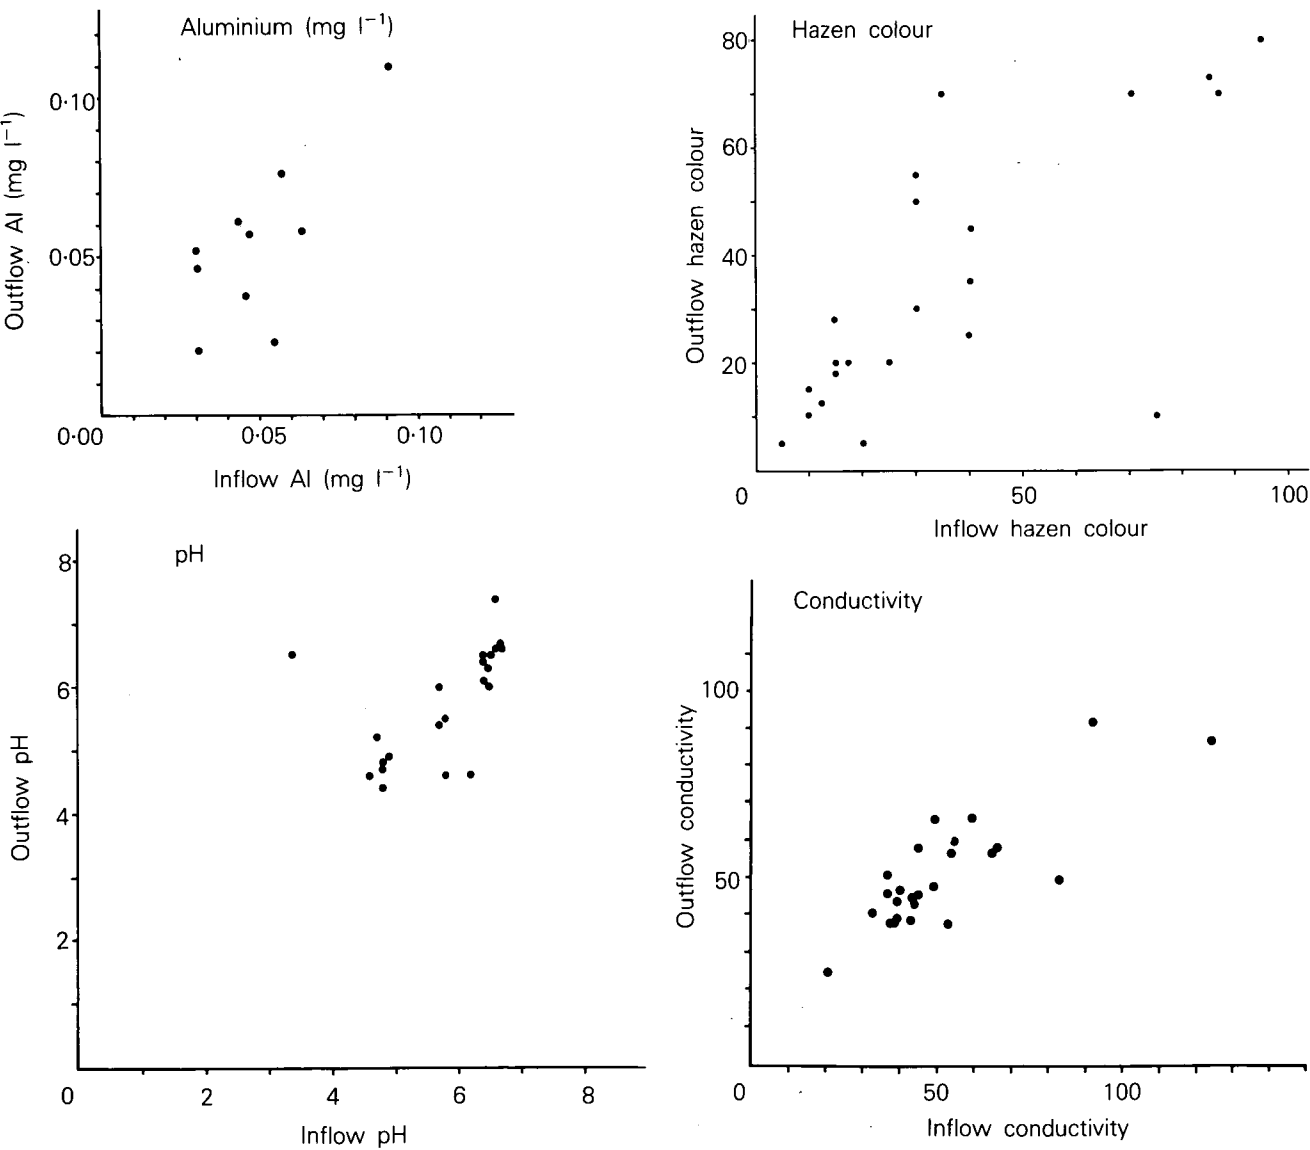 Aluminium (mg l⁻¹)
0·10
0·05
0·00 0·05 0·10
Outflow Al (mg l⁻¹)
Inflow Al (mg l⁻¹)
Hazen colour
80
60
40
20
0 50 100
Outflow hazen colour
Inflow hazen colour
pH
8
6
4
2
0 2 4 6 8
Outflow pH
Inflow pH
Conductivity
100
50
0 50 100
Outflow conductivity
Inflow conductivity